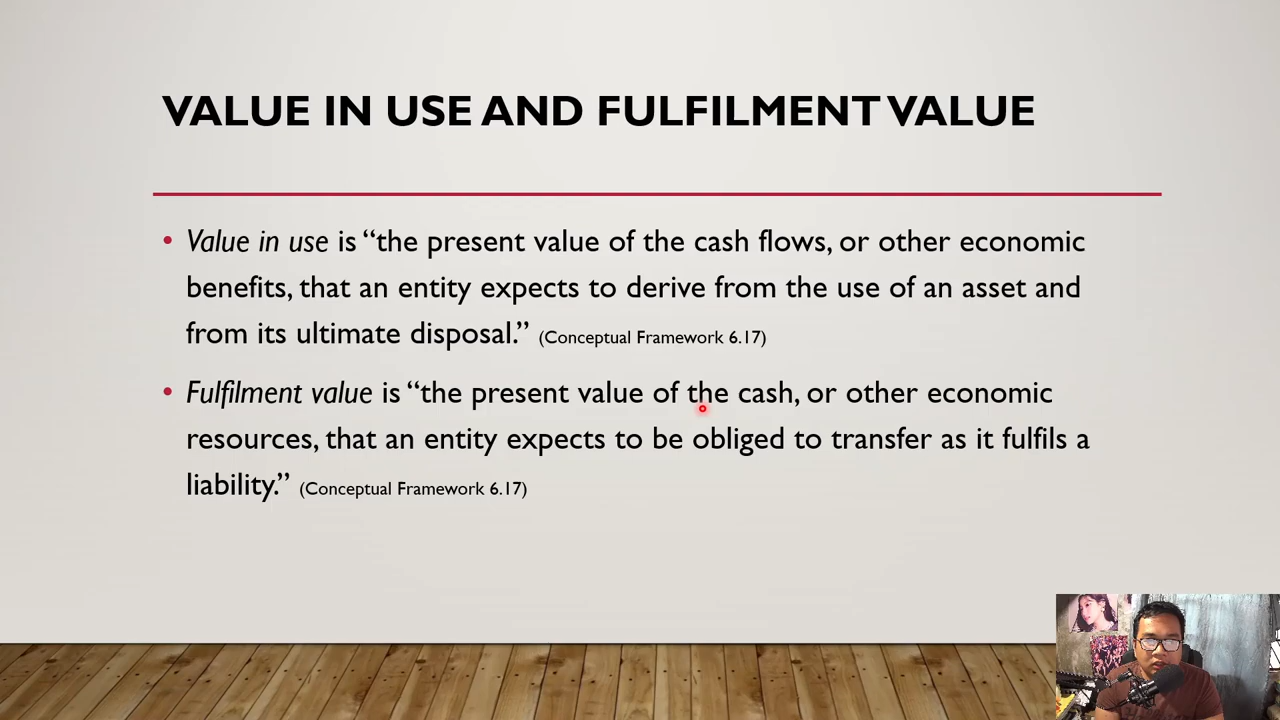 VALUE IN USE AND FULFILMENT VALUE
• Value in use is “the present value of the cash flows, or other economic
benefits, that an entity expects to derive from the use of an asset and
from its ultimate disposal.” (Conceptual Framework 6.17)
• Fulfilment value is “the present value of the cash, or other economic
resources, that an entity expects to be obliged to transfer as it fulfils a
liability.” (Conceptual Framework 6.17)